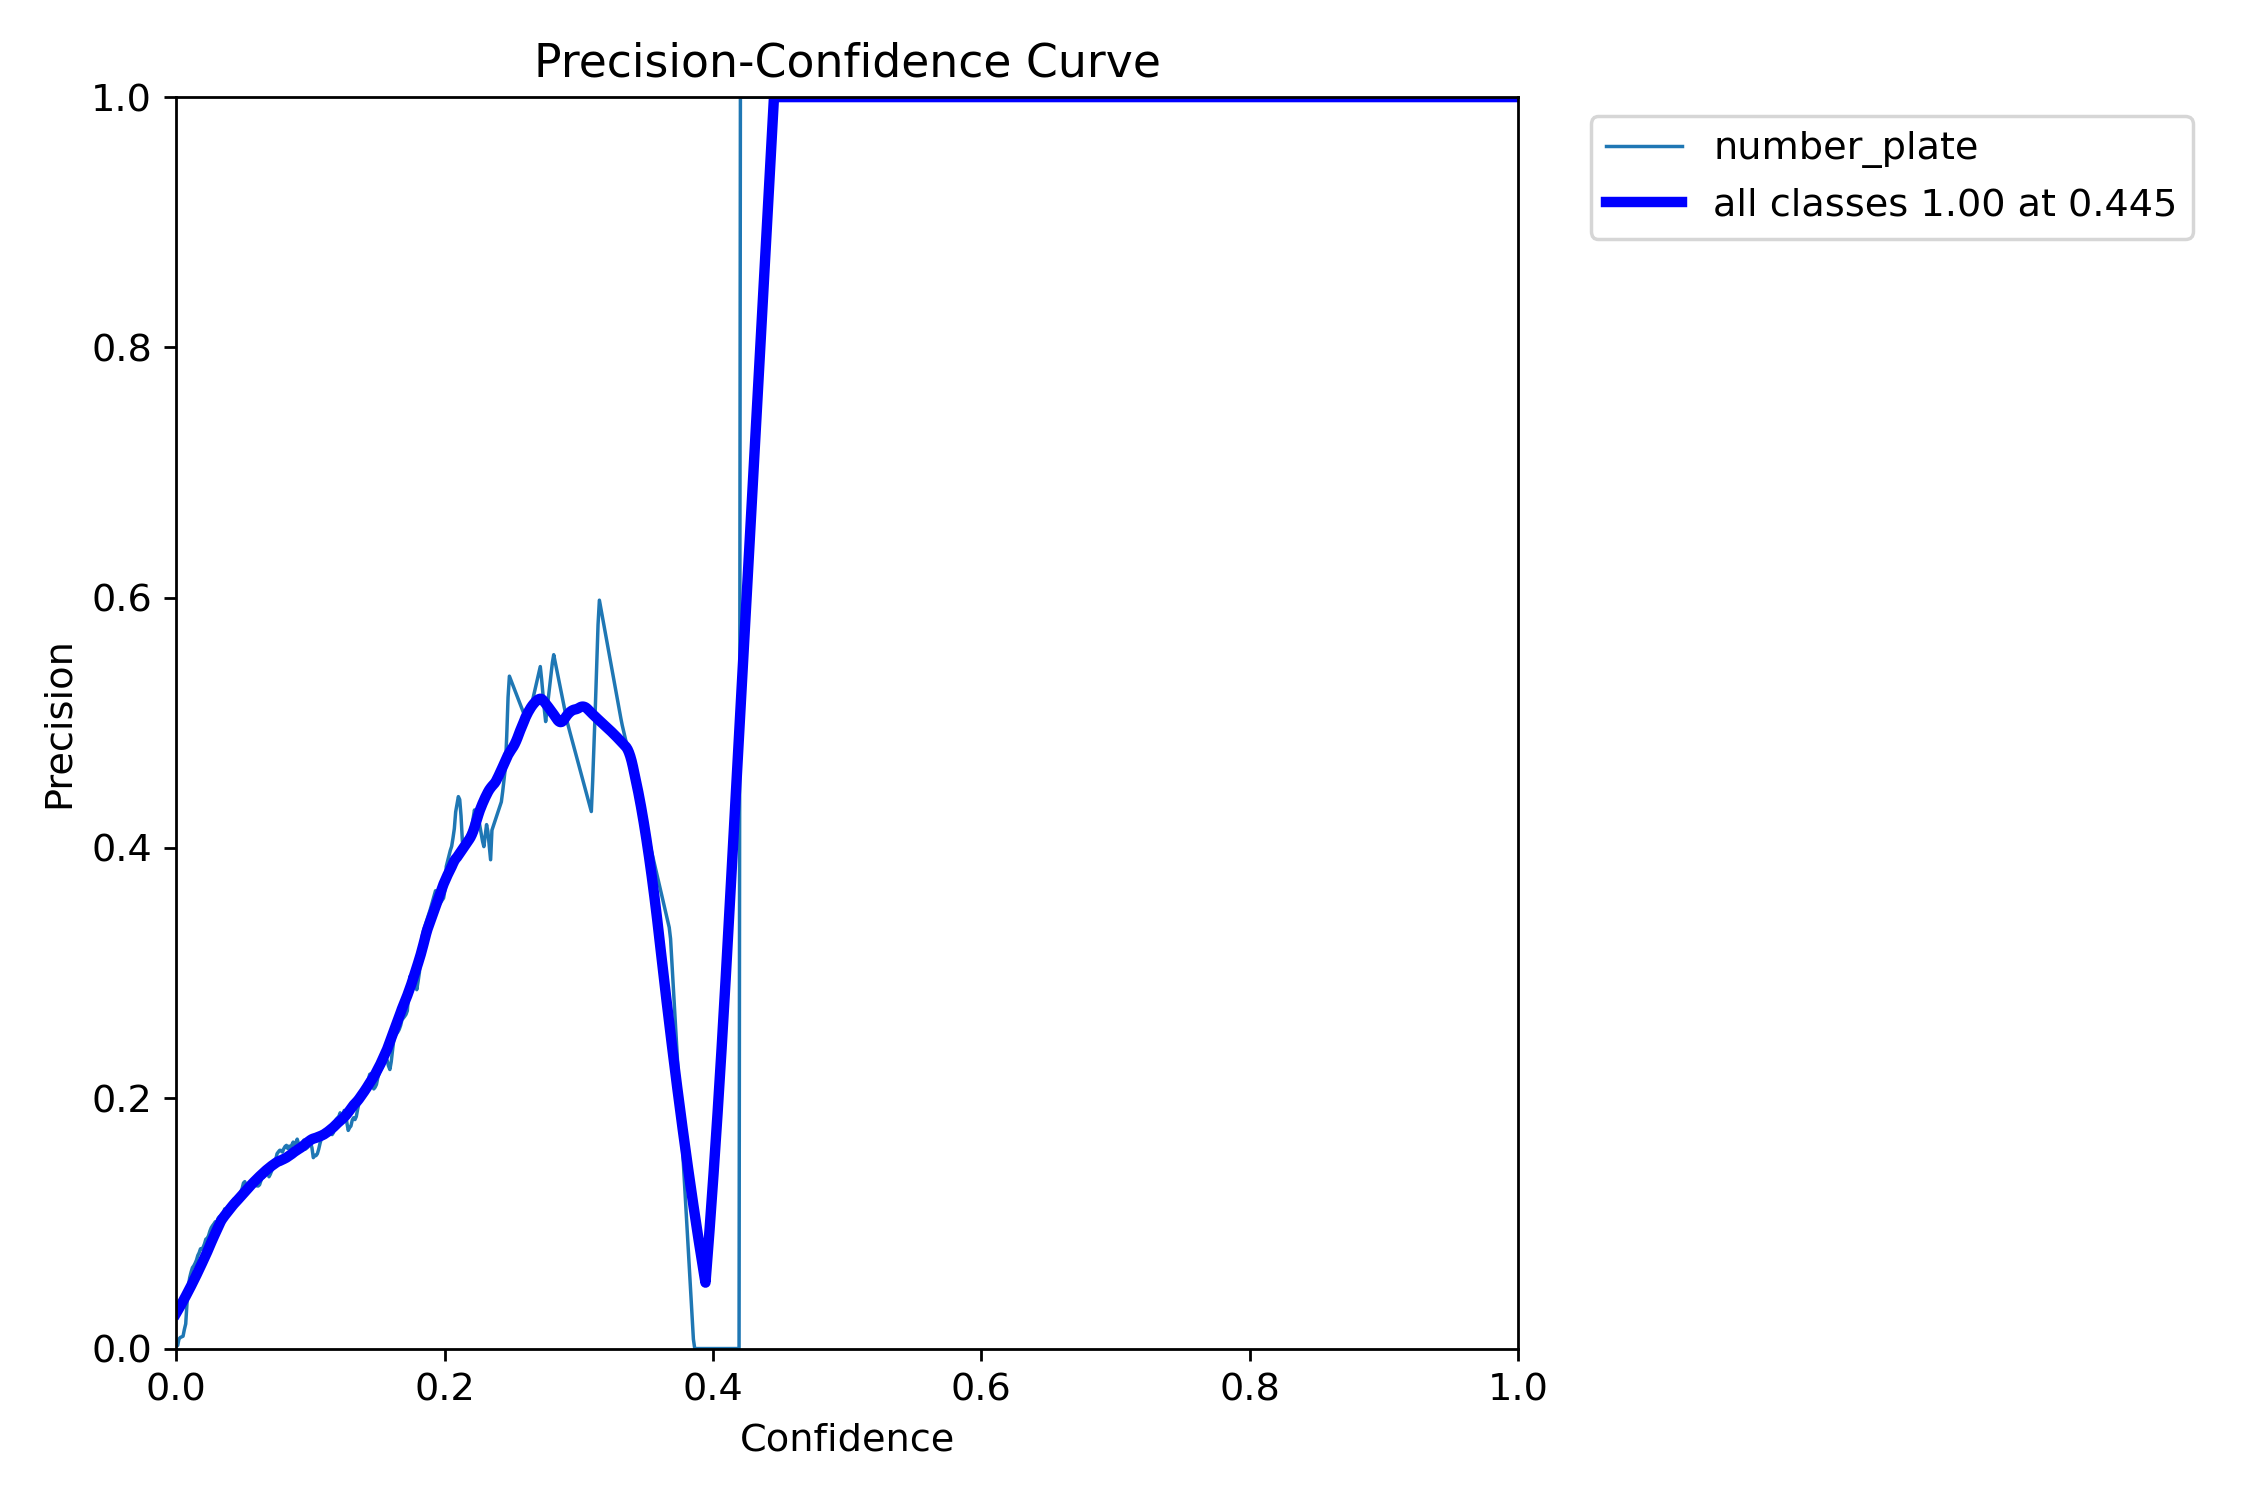 Precision-Confidence Curve
1.0
0.8
0.6
0.4
0.2
0.0
Precision
0.0 0.2 0.4 0.6 0.8 1.0
Confidence
number_plate
all classes 1.00 at 0.445